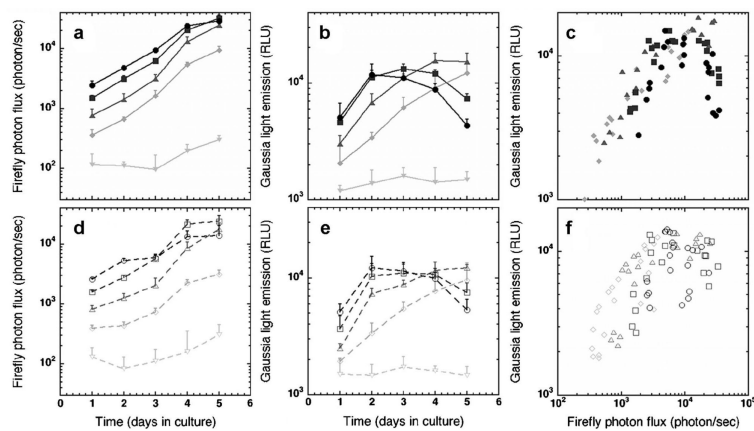 a
Firefly photon flux (photon/sec)
10⁴
10³
10²
b
Gaussia light emission (RLU)
10⁴
10³
c
Gaussia light emission (RLU)
10⁴
10³
d
Firefly photon flux (photon/sec)
10⁴
10³
10²
0 1 2 3 4 5 6
Time (days in culture)
e
Gaussia light emission (RLU)
10⁴
10³
0 1 2 3 4 5 6
Time (days in culture)
f
Gaussia light emission (RLU)
10⁴
10³
10² 10³ 10⁴ 10⁵
Firefly photon flux (photon/sec)